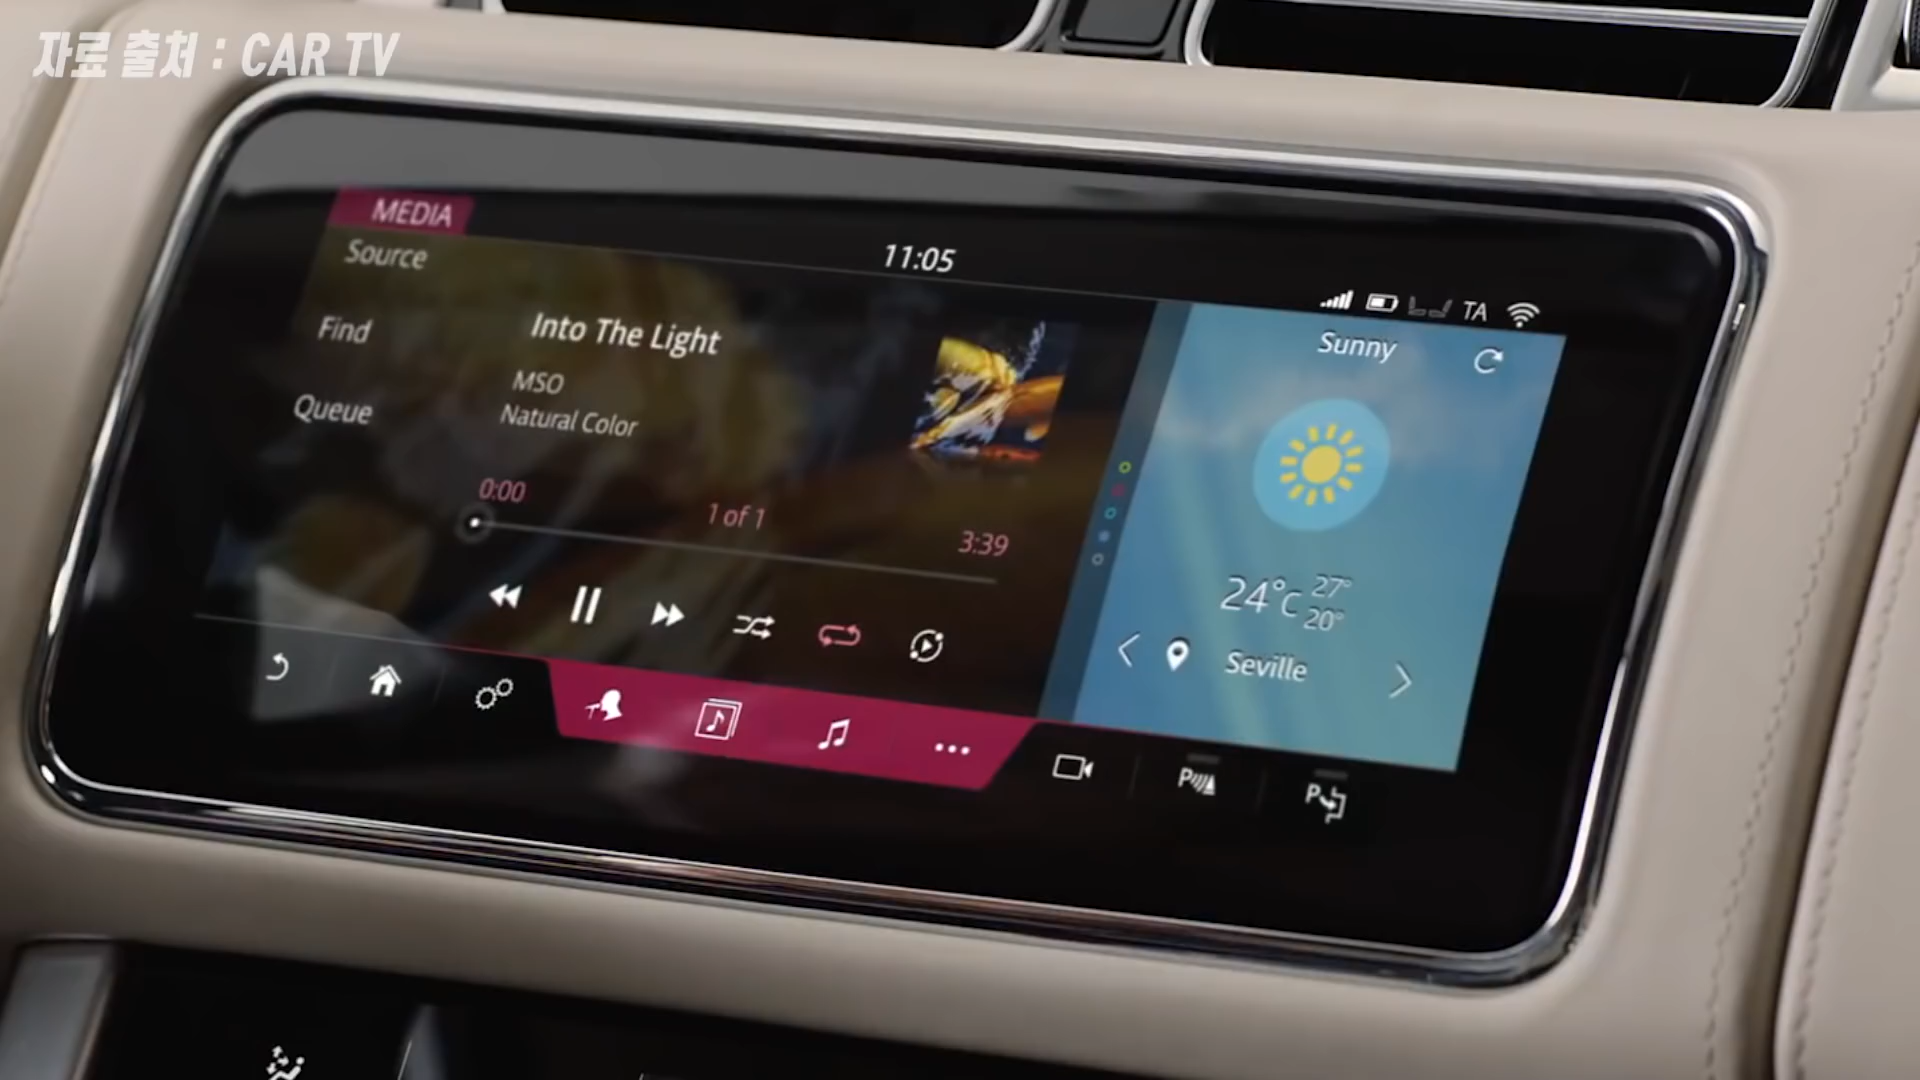 자료 출처 : CAR TV
MEDIA
11:05
TA
Source
Find
Queue
Into The Light
MSO
Natural Color
0:00
1 of 1
3:39
Sunny
24°C
27°
20°
Seville
P
P